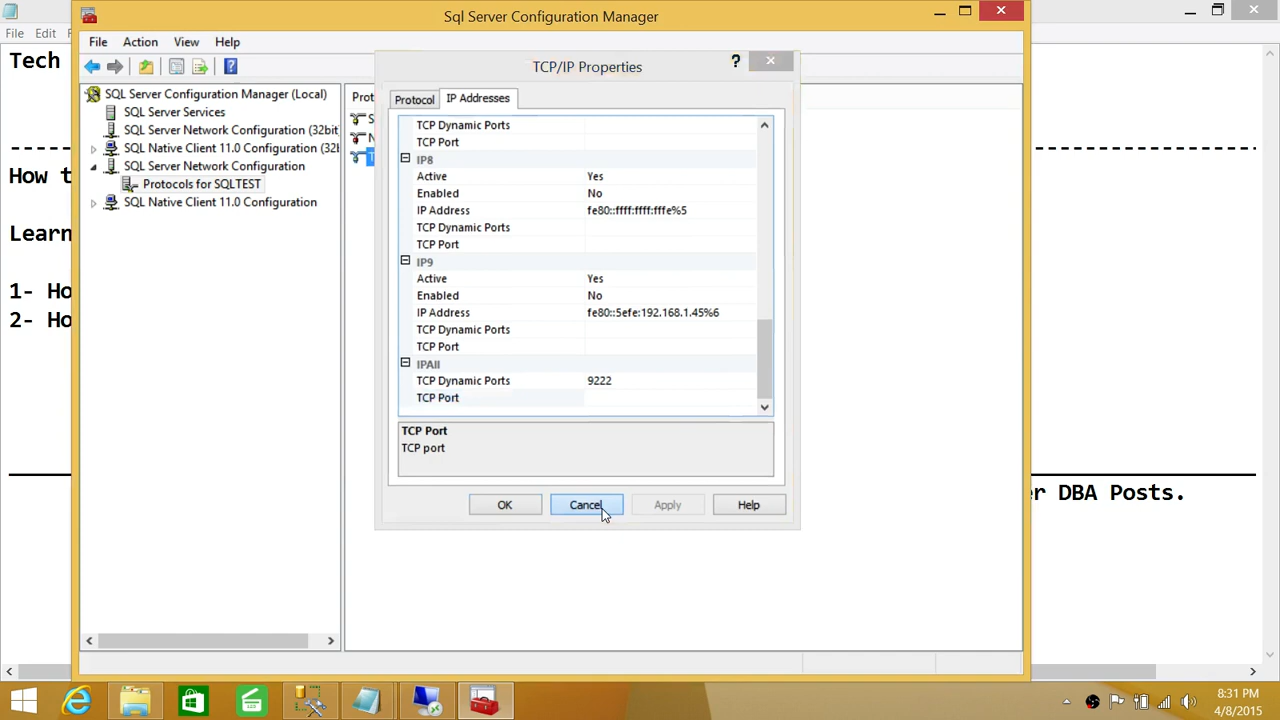 Sql Server Configuration Manager
File Edit
File Action View Help
Tech
TCP/IP Properties
?
SQL Server Configuration Manager (Local)
SQL Server Services
SQL Server Network Configuration (32bit
SQL Native Client 11.0 Configuration (32b
SQL Server Network Configuration
Protocols for SQLTEST
SQL Native Client 11.0 Configuration
Protocol IP Addresses
TCP Dynamic Ports
TCP Port
IP8
Active Yes
Enabled No
IP Address fe80::ffff:ffff:fffe%5
TCP Dynamic Ports
TCP Port
IP9
Active Yes
Enabled No
IP Address fe80::5efe:192.168.1.45%6
TCP Dynamic Ports
TCP Port
IPAll
TCP Dynamic Ports 9222
TCP Port
TCP Port
TCP port
OK Cancel Apply Help
How t
Learn
1- Ho
2- Ho
er DBA Posts.
8:31 PM
4/8/2015